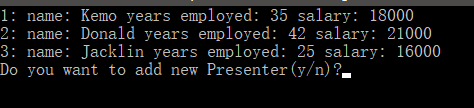 1: name: Kemo years employed: 35 salary: 18000
2: name: Donald years employed: 42 salary: 21000
3: name: Jacklin years employed: 25 salary: 16000
Do you want to add new Presenter(y/n)?